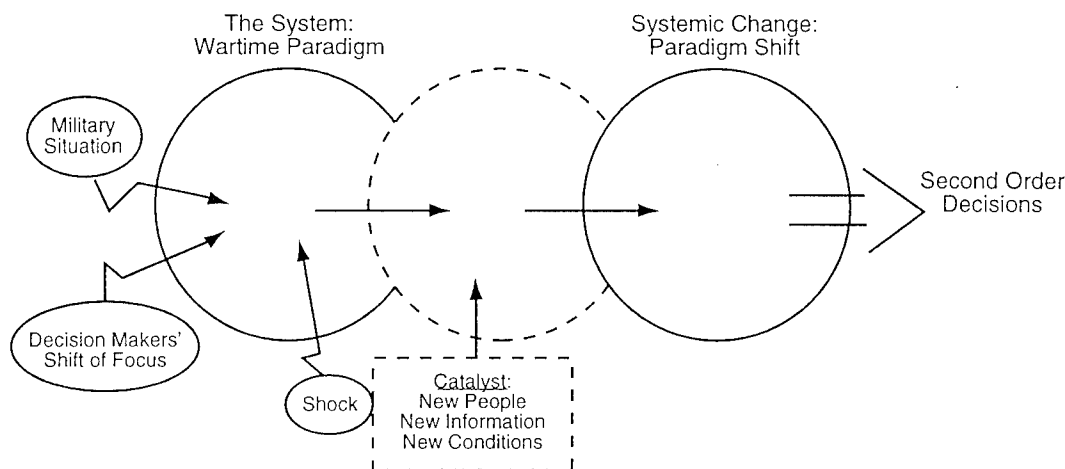 The System:
Wartime Paradigm
Systemic Change:
Paradigm Shift
Military
Situation
Second Order
Decisions
Decision Makers'
Shift of Focus
Shock
Catalyst:
New People
New Information
New Conditions